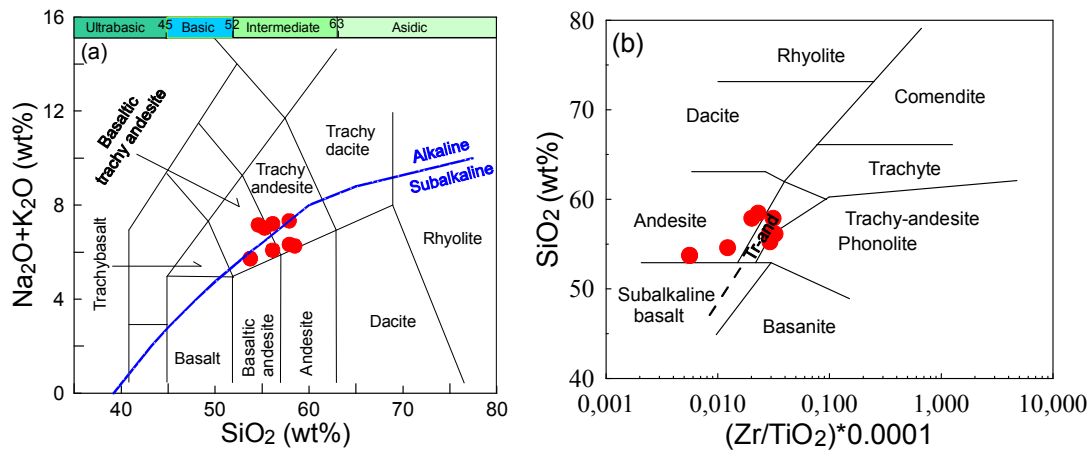 Ultrabasic 45 Basic 52 Intermediate 63 Asidic
(a)
16
12
8
4
0
Na2O+K2O (wt%)
40 50 60 70 80
SiO2 (wt%)
Basaltic
trachy andesite
Trachybasalt
Trachy
andesite
Trachy
dacite
Alkaline
Subalkaline
Rhyolite
Basalt
Basaltic
andesite
Andesite
Dacite
(b)
80
70
60
50
40
SiO2 (wt%)
0,001 0,010 0,100 1,000 10,000
(Zr/TiO2)*0.0001
Rhyolite
Dacite
Comendite
Trachyte
Andesite
Tr-and
Trachy-andesite
Phonolite
Subalkaline
basalt
Basanite